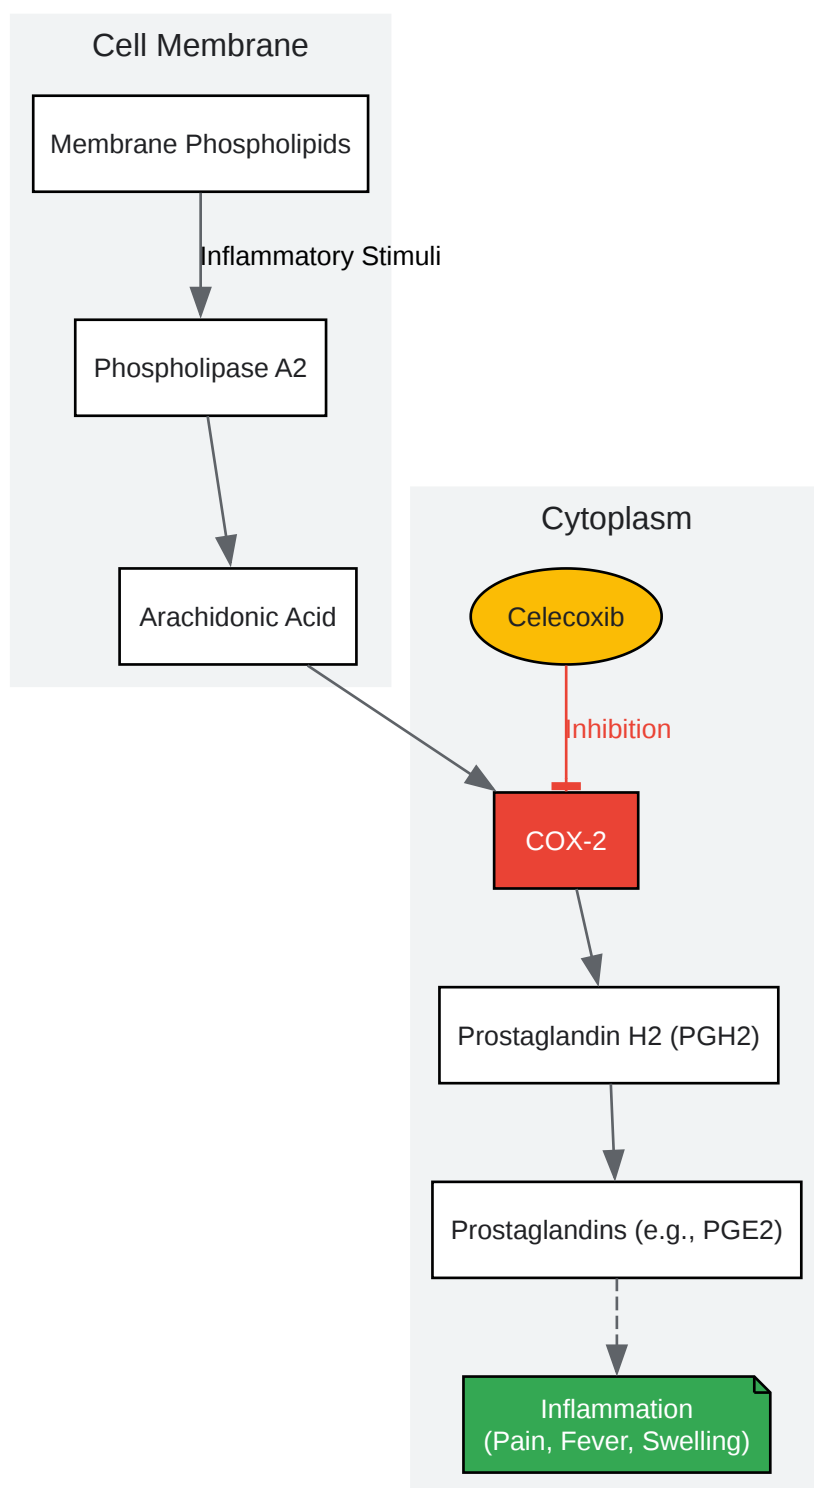 Cell Membrane
Membrane Phospholipids
Inflammatory Stimuli
Phospholipase A2
Arachidonic Acid
Cytoplasm
Celecoxib
Inhibition
COX-2
Prostaglandin H2 (PGH2)
Prostaglandins (e.g., PGE2)
Inflammation
(Pain, Fever, Swelling)